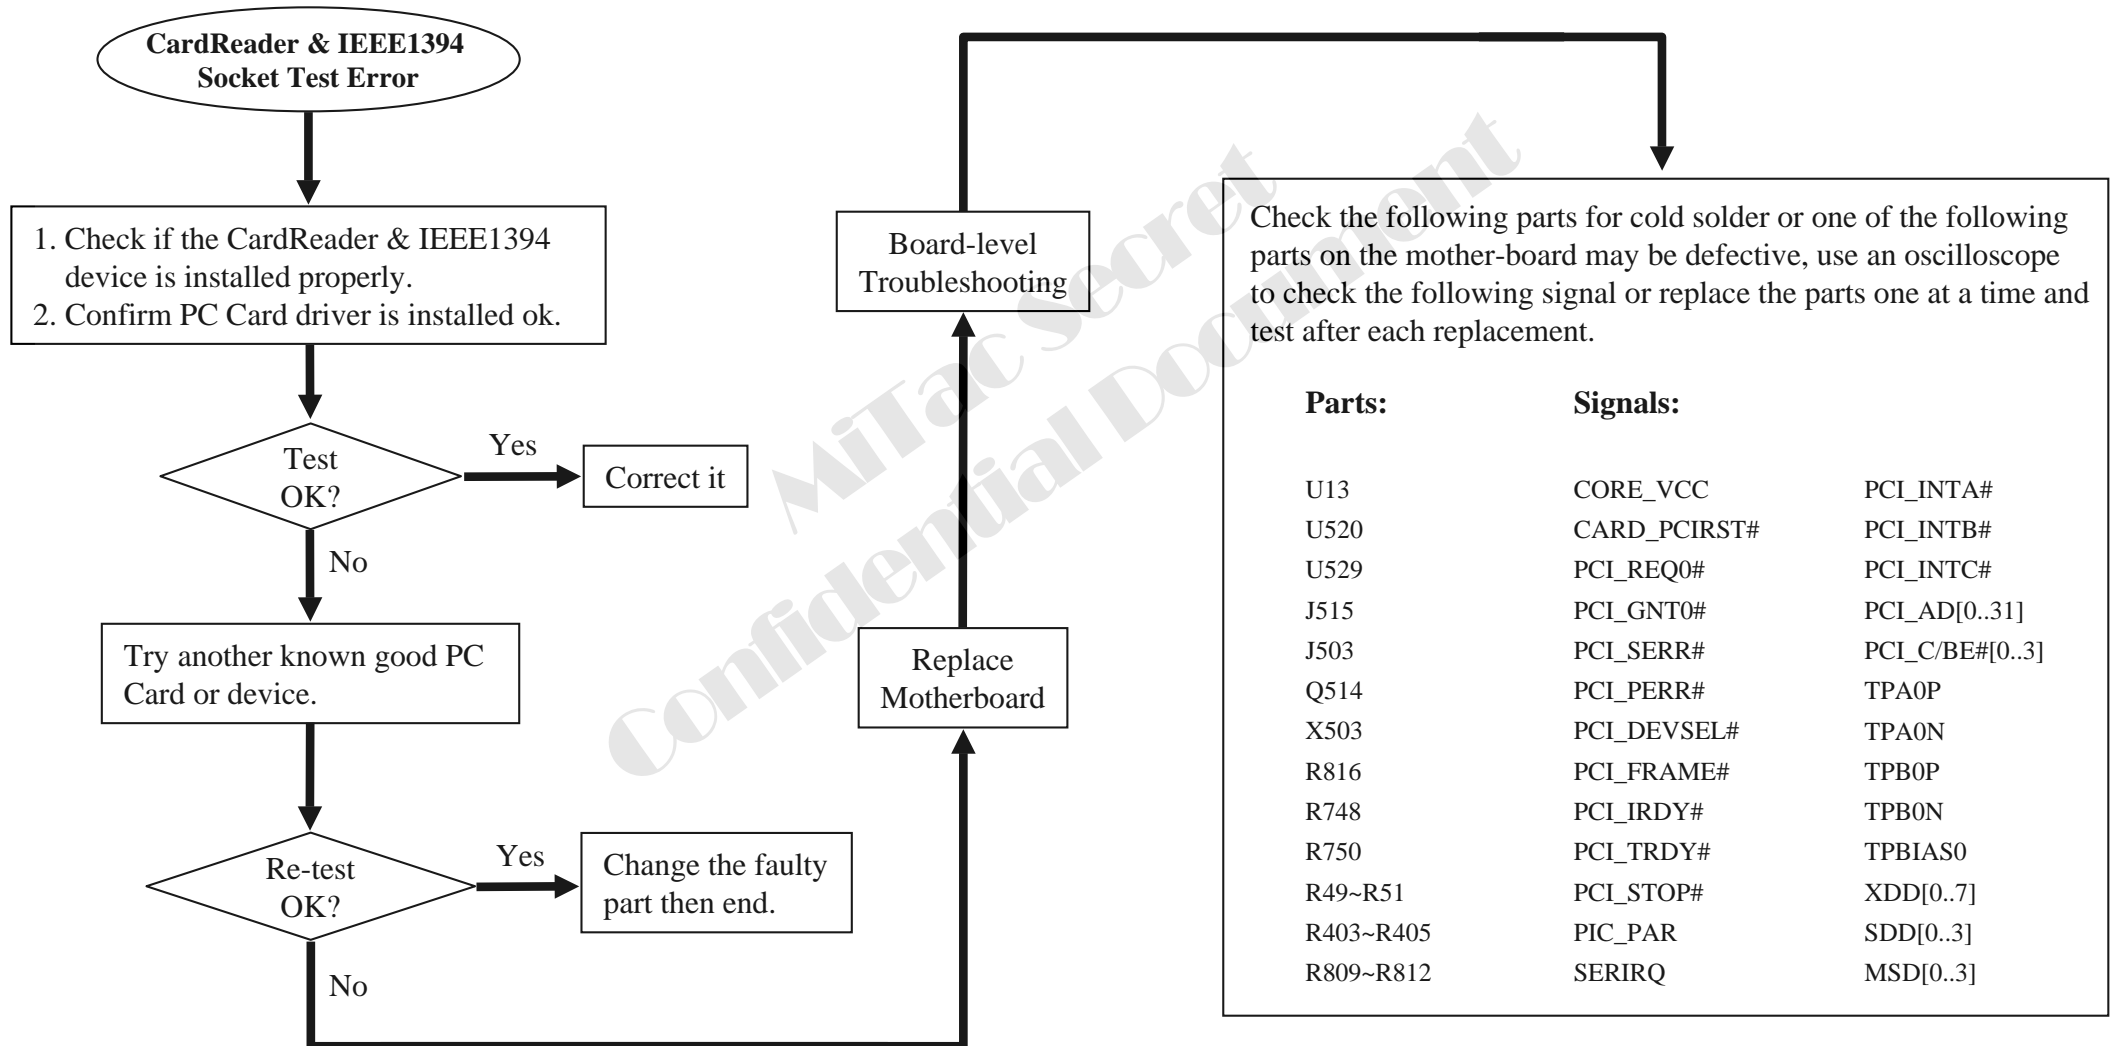 CardReader & IEEE1394
Socket Test Error
1. Check if the CardReader & IEEE1394
device is installed properly.
2. Confirm PC Card driver is installed ok.
Test
OK?
Yes
Correct it
No
Try another known good PC
Card or device.
Re-test
OK?
Yes
Change the faulty
part then end.
No
Replace
Motherboard
Board-level
Troubleshooting
Check the following parts for cold solder or one of the following
parts on the mother-board may be defective, use an oscilloscope
to check the following signal or replace the parts one at a time and
test after each replacement.
Parts: Signals:
U13 CORE_VCC PCI_INTA#
U520 CARD_PCIRST# PCI_INTB#
U529 PCI_REQ0# PCI_INTC#
J515 PCI_GNT0# PCI_AD[0..31]
J503 PCI_SERR# PCI_C/BE#[0..3]
Q514 PCI_PERR# TPA0P
X503 PCI_DEVSEL# TPA0N
R816 PCI_FRAME# TPB0P
R748 PCI_IRDY# TPB0N
R750 PCI_TRDY# TPBIAS0
R49~R51 PCI_STOP# XDD[0..7]
R403~R405 PIC_PAR SDD[0..3]
R809~R812 SERIRQ MSD[0..3]
MiTac Secret
Confidential Document